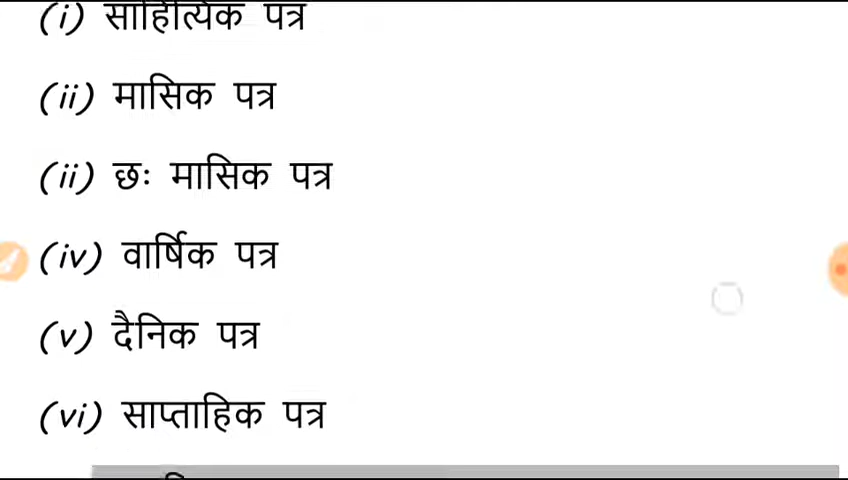 (i) साहित्यिक पत्र
(ii) मासिक पत्र
(ii) छः मासिक पत्र
(iv) वार्षिक पत्र
(v) दैनिक पत्र
(vi) साप्ताहिक पत्र